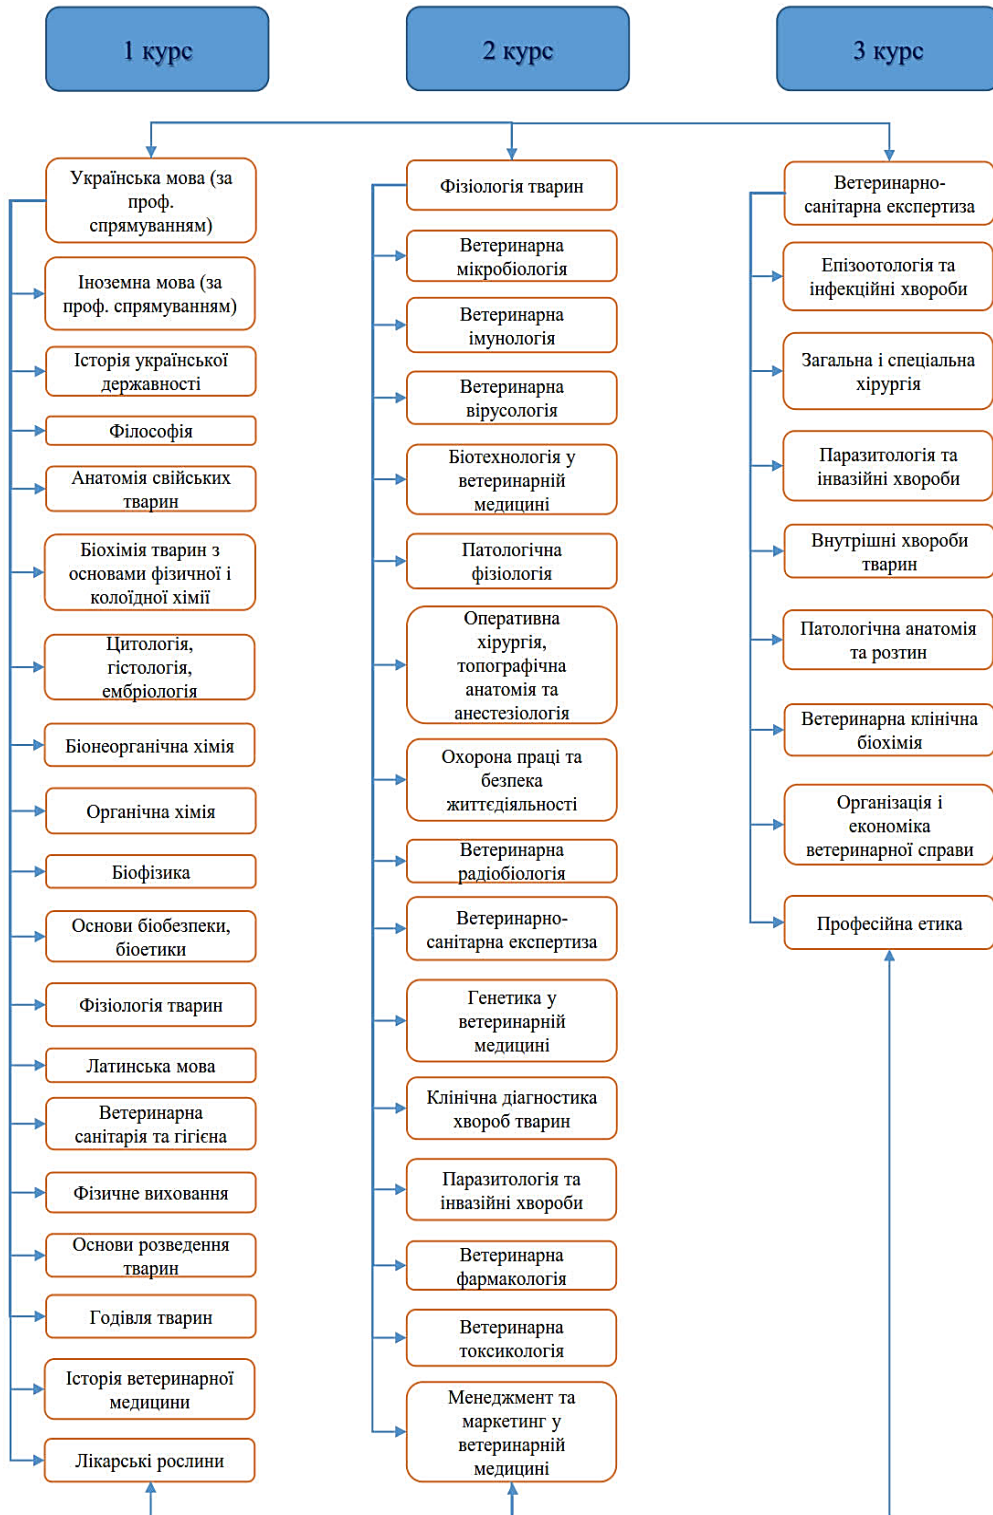 1 курс
2 курс
3 курс
Українська мова (за
проф.
спрямуванням)
Іноземна мова (за
проф. спрямуванням)
Історія української
державності
Філософія
Анатомія свійських
тварин
Біохімія тварин з
основами фізичної і
колоїдної хімії
Цитологія,
гістологія,
ембріологія
Біонеорганічна хімія
Органічна хімія
Біофізика
Основи біобезпеки,
біоетики
Фізіологія тварин
Латинська мова
Ветеринарна
санітарія та гігієна
Фізичне виховання
Основи розведення
тварин
Годівля тварин
Історія ветеринарної
медицини
Лікарські рослини
Фізіологія тварин
Ветеринарна
мікробіологія
Ветеринарна
імунологія
Ветеринарна
вірусологія
Біотехнологія у
ветеринарній
медицині
Патологічна
фізіологія
Оперативна
хірургія,
топографічна
анатомія та
анестезіологія
Охорона праці та
безпека
життєдіяльності
Ветеринарна
радіобіологія
Ветеринарно-
санітарна експертиза
Генетика у
ветеринарній
медицині
Клінічна діагностика
хвороб тварин
Паразитологія та
інвазійні хвороби
Ветеринарна
фармакологія
Ветеринарна
токсикологія
Менеджмент та
маркетинг у
ветеринарній
медицині
Ветеринарно-
санітарна експертиза
Епізоотологія та
інфекційні хвороби
Загальна і спеціальна
хірургія
Паразитологія та
інвазійні хвороби
Внутрішні хвороби
тварин
Патологічна анатомія
та розтин
Ветеринарна клінічна
біохімія
Організація і
економіка
ветеринарної справи
Професійна етика